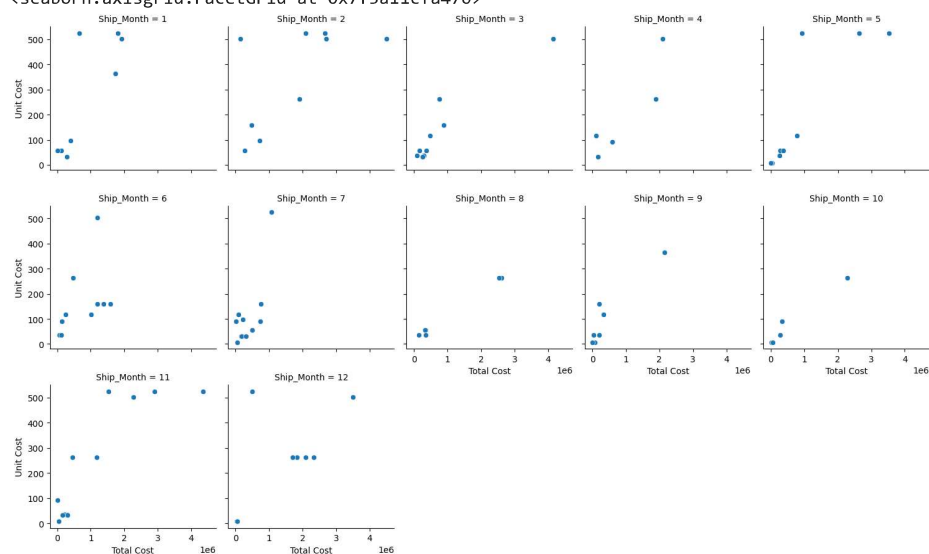 <seaborn.axisgrid.FacetGrid at
Ship_Month = 1
Ship_Month = 2
Ship_Month = 3
Ship_Month = 4
Ship_Month = 5
Unit Cost
500
400
300
200
100
0
Ship_Month = 6
Ship_Month = 7
Ship_Month = 8
Ship_Month = 9
Ship_Month = 10
Unit Cost
500
400
300
200
100
0
0 1 2 3 4
1e6
Total Cost
0 1 2 3 4
1e6
Total Cost
0 1 2 3 4
1e6
Total Cost
Ship_Month = 11
Ship_Month = 12
Unit Cost
500
400
300
200
100
0
0 1 2 3 4
1e6
Total Cost
0 1 2 3 4
1e6
Total Cost